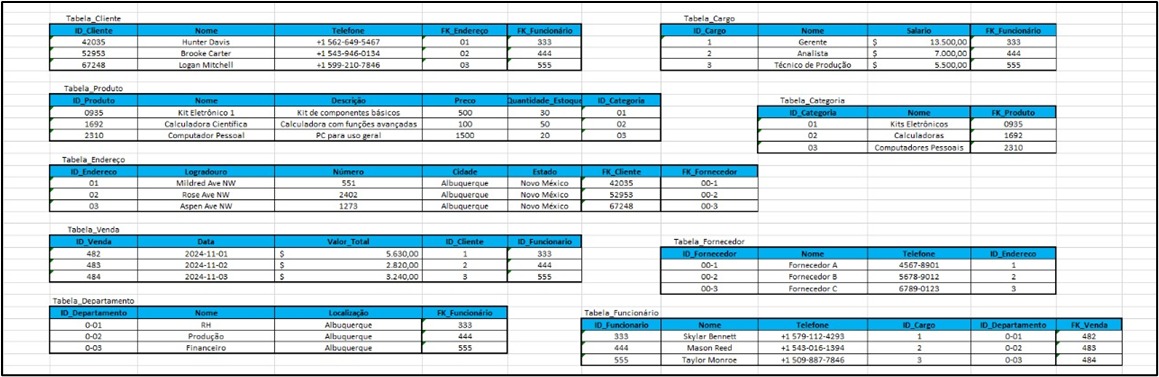 Tabela_Cliente
ID_Cliente Nome Telefone FK_Endereço FK_Funcionário
42035 Hunter Davis +1 562-649-5467 01 333
52953 Brooke Carter +1 543-946-0134 02 444
67248 Logan Mitchell +1 599-210-7846 03 555
Tabela_Cargo
ID_Cargo Nome Salario FK_Funcionário
1 Gerente $ 13.500,00 333
2 Analista $ 7.000,00 444
3 Técnico de Produção $ 5.500,00 555
Tabela_Produto
ID_Produto Nome Descrição Preco Quantidade_Estoque ID_Categoria
0935 Kit Eletrônico 1 Kit de componentes básicos 500 30 01
1692 Calculadora Científica Calculadora com funções avançadas 100 50 02
2310 Computador Pessoal PC para uso geral 1500 20 03
Tabela_Categoria
ID_Categoria Nome FK_Produto
01 Kits Eletrônicos 0935
02 Calculadoras 1692
03 Computadores Pessoais 2310
Tabela_Endereço
ID_Endereco Logradouro Número Cidade Estado FK_Cliente FK_Fornecedor
01 Mildred Ave NW 551 Albuquerque Novo México 42035 00-1
02 Rose Ave NW 2402 Albuquerque Novo México 52953 00-2
03 Aspen Ave NW 1273 Albuquerque Novo México 67248 00-3
Tabela_Venda
ID_Venda Data Valor_Total ID_Cliente ID_Funcionario
482 2024-11-01 $ 5.630,00 1 333
483 2024-11-02 $ 2.820,00 2 444
484 2024-11-03 $ 3.240,00 3 555
Tabela_Fornecedor
ID_Fornecedor Nome Telefone ID_Endereco
00-1 Fornecedor A 4567-8901 1
00-2 Fornecedor B 5678-9012 2
00-3 Fornecedor C 6789-0123 3
Tabela_Departamento
ID_Departamento Nome Localização FK_Funcionário
0-01 RH Albuquerque 333
0-02 Produção Albuquerque 444
0-03 Financeiro Albuquerque 555
Tabela_Funcionário
ID_Funcionario Nome Telefone ID_Cargo ID_Departamento FK_Venda
333 Skylar Bennett +1 579-112-4293 1 0-01 482
444 Mason Reed +1 543-016-1394 2 0-02 483
555 Taylor Monroe +1 509-887-7846 3 0-03 484